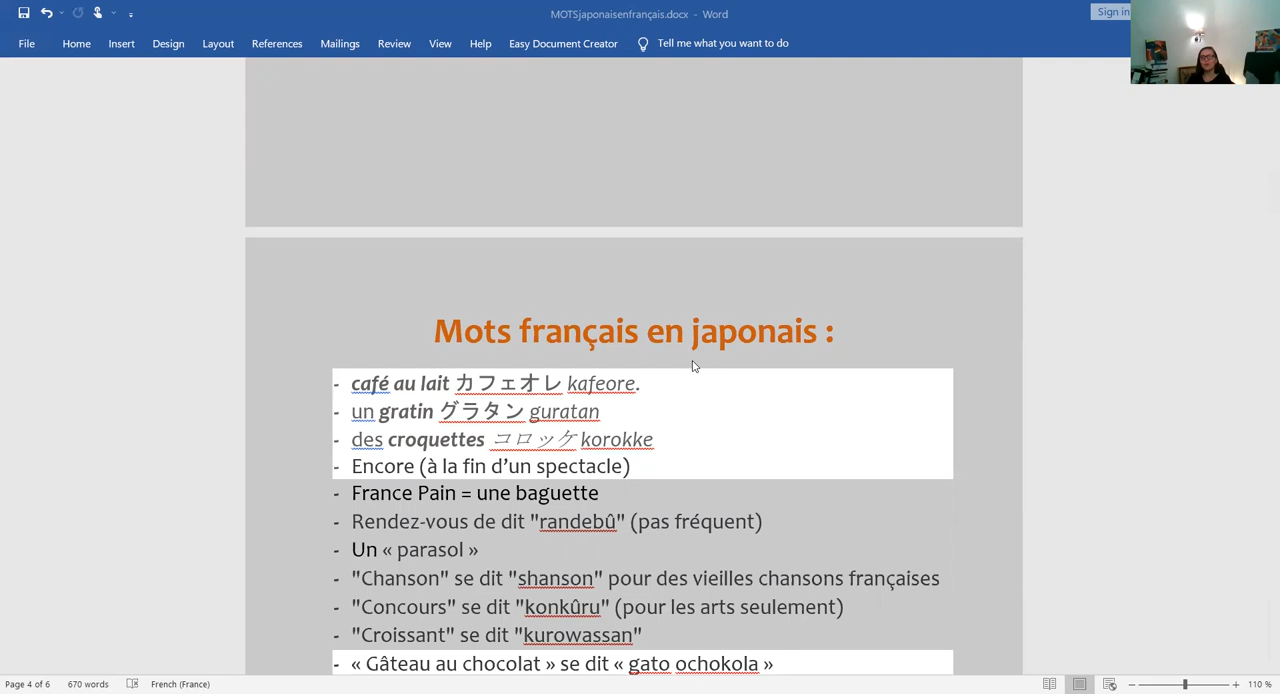 MOTSjaponaisenfrançais.docx - Word
Sign in
File Home Insert Design Layout References Mailings Review View Help Easy Document Creator Tell me what you want to do
Mots français en japonais :
- café au lait カフェオレ kafeore.
- un gratin グラタン guratan
- des croquettes コロッケ korokke
- Encore (à la fin d’un spectacle)
- France Pain = une baguette
- Rendez-vous de dit "randebû" (pas fréquent)
- Un « parasol »
- "Chanson" se dit "shanson" pour des vieilles chansons françaises
- "Concours" se dit "konkûru" (pour les arts seulement)
- "Croissant" se dit "kurowassan"
- « Gâteau au chocolat » se dit « gato ochokola »
Page 4 of 6 670 words French (France) 110 %